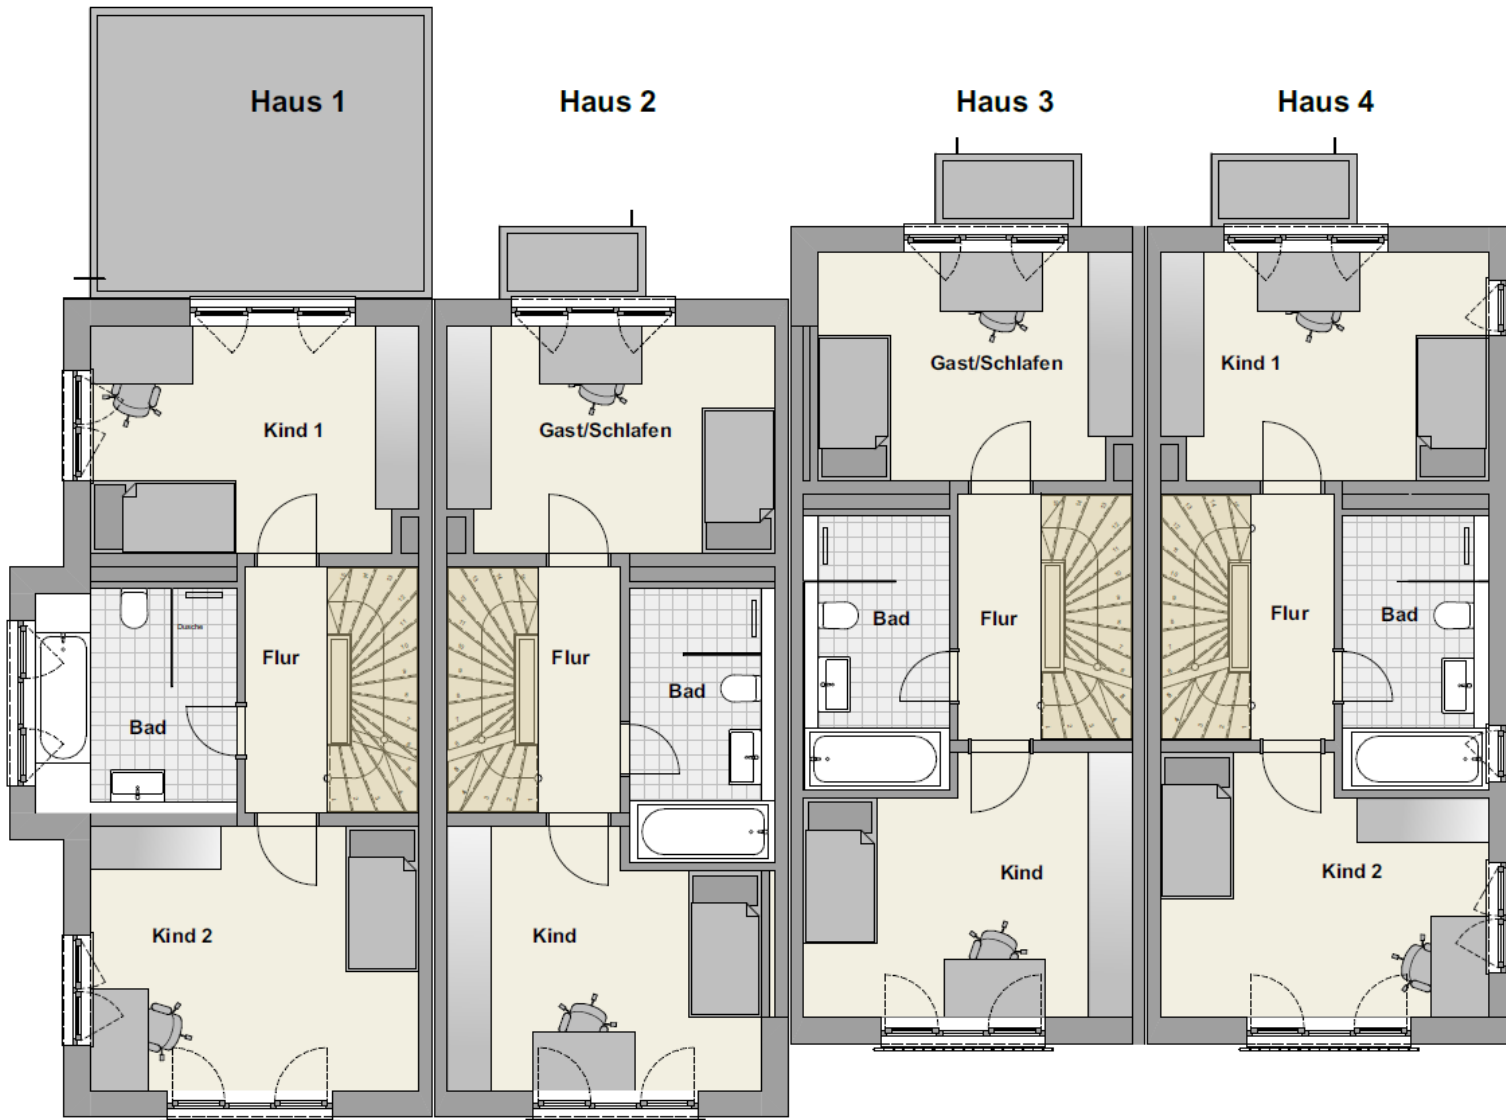 Haus 1
Haus 2
Haus 3
Haus 4
Kind 1
Gast/Schlafen
Gast/Schlafen
Kind 1
Dusche
Flur
Bad
Flur
Bad
Bad
Flur
Flur
Bad
Kind 2
Kind
Kind
Kind 2